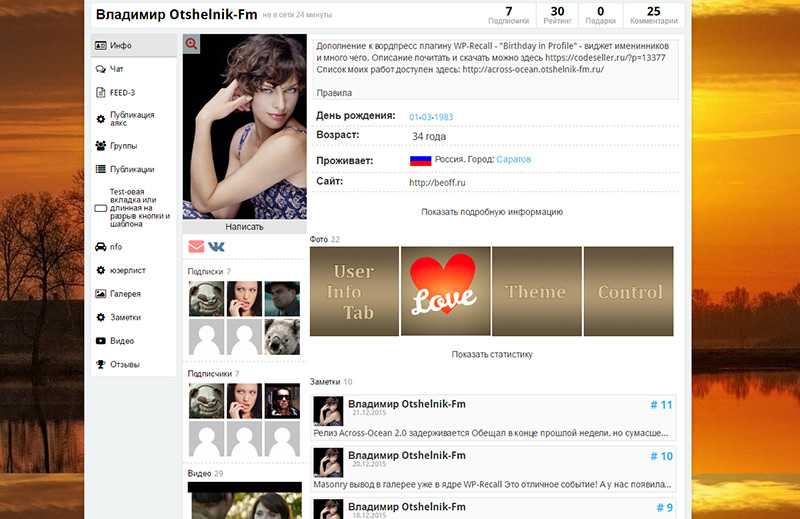 Владимир Otshelnik-Fm не в сети 24 минуты
7 Подписчики
30 Рейтинг
0 Подарки
25 Комментарии
Инфо
Чат
FEED-3
Публикация
аякс
Группы
Публикации
Test-овая
вкладка или
длинная на
разрыв кнопки и
шаблона
nfo
юзерлист
Галерея
Заметки
Видео
Отзывы
Написать
Подписки 7
Подписчики 7
Видео 29
Дополнение к вордпресс плагину WP-Recall - "Birthday in Profile" - виджет именинников
и много чего. Описание почитать и скачать можно здесь https://codeseller.ru/?p=13377
Список моих работ доступен здесь: http://across-ocean.otshelnik-fm.ru/
Правила
День рождения: 01-03-1983
Возраст: 34 года
Проживает: Россия. Город: Саратов
Сайт: http://beoff.ru
Показать подробную информацию
Фото 22
User
Info
Tab
Love
Theme
Control
Показать статистику
Заметки 10
Владимир Otshelnik-Fm # 11
21.12.2015
Релиз Across-Ocean 2.0 задерживается Обещал в конце прошлой недели, но сумасше...
Владимир Otshelnik-Fm # 10
20.12.2015
Masonry вывод в галерее уже в ядре WP-Recall Это отличное событие! А у нас появила...
Владимир Otshelnik-Fm # 9
18.12.2015